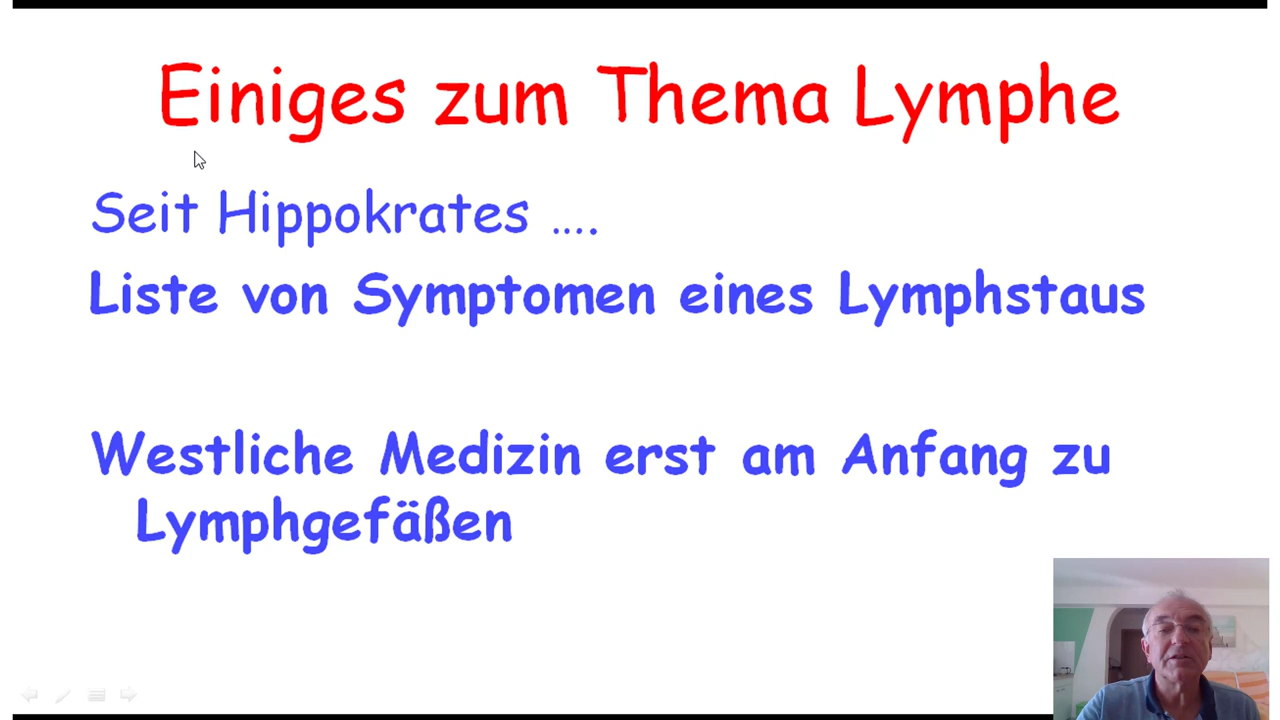 Einiges zum Thema Lymphe
Seit Hippokrates ....
Liste von Symptomen eines Lymphstaus
Westliche Medizin erst am Anfang zu
Lymphgefäßen